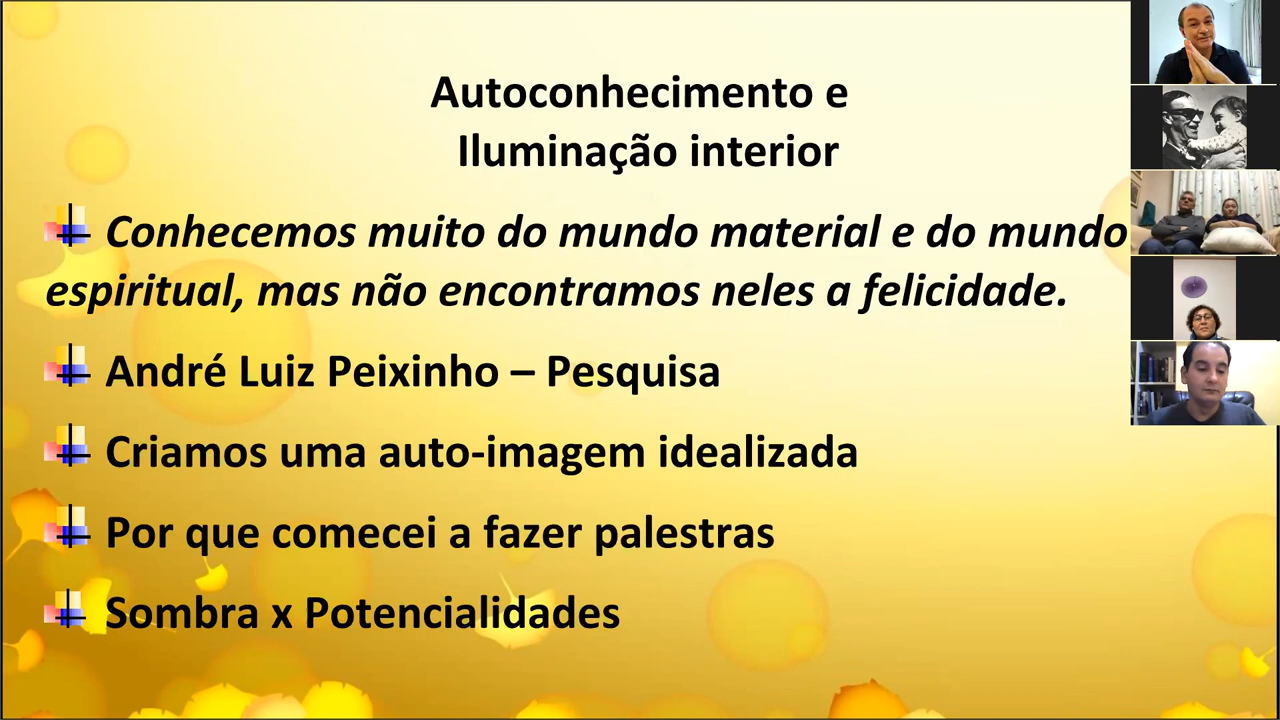 Autoconhecimento e
Iluminação interior
Conhecemos muito do mundo material e do mundo
espiritual, mas não encontramos neles a felicidade.
André Luiz Peixinho – Pesquisa
Criamos uma auto-imagem idealizada
Por que comecei a fazer palestras
Sombra x Potencialidades